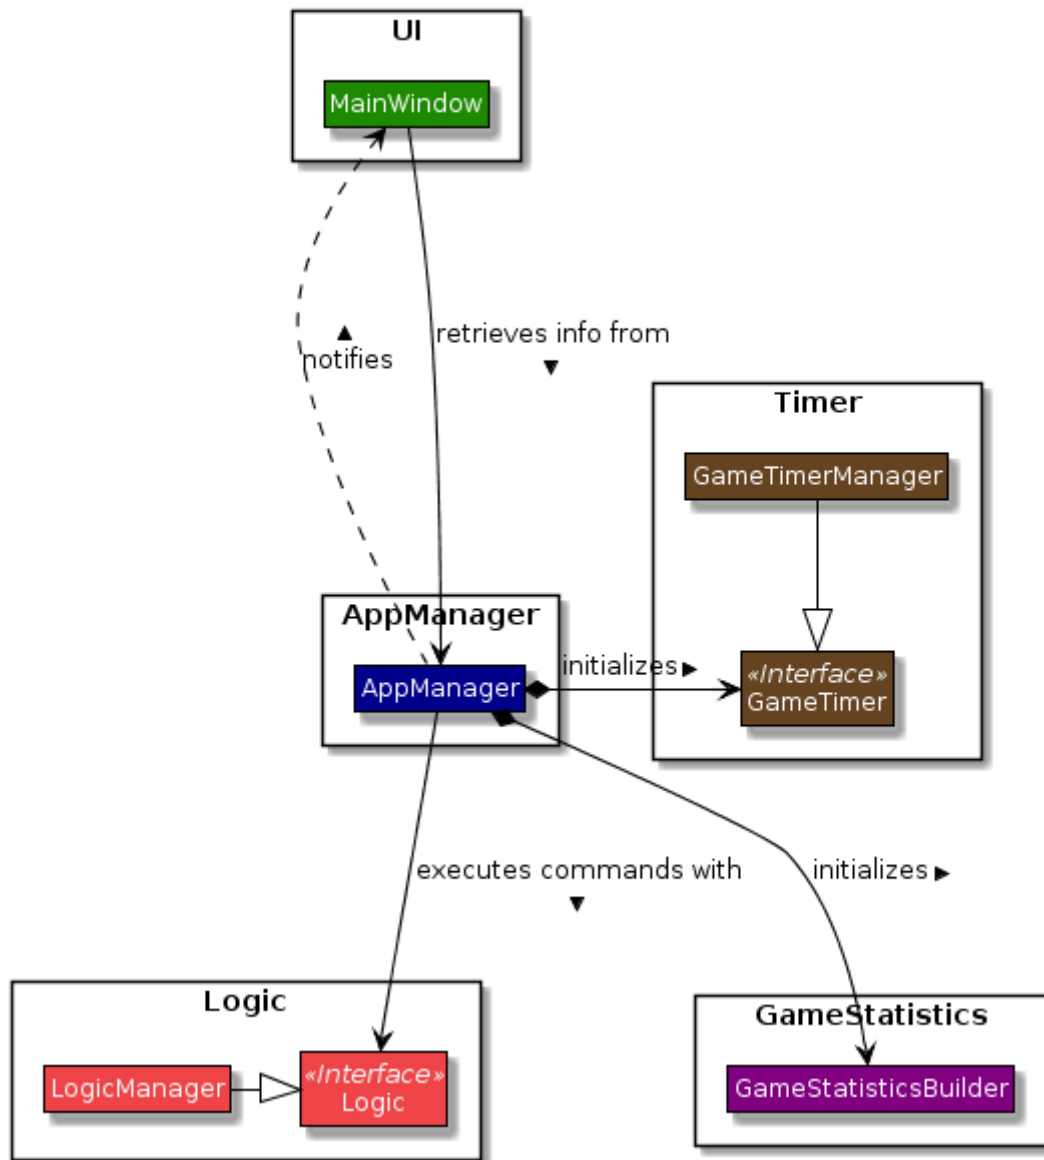 UI
MainWindow
retrieves info from
notifies
Timer
GameTimerManager
AppManager
initializes
«Interface»
GameTimer
AppManager
executes commands with
initializes
Logic
LogicManager
«Interface»
Logic
GameStatistics
GameStatisticsBuilder